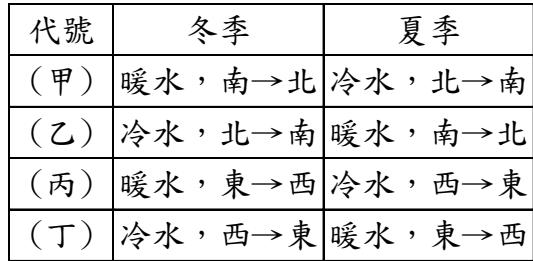 代號 冬季 夏季
（甲） 暖水，南→北 冷水，北→南
（乙） 冷水，北→南 暖水，南→北
（丙） 暖水，東→西 冷水，西→東
（丁） 冷水，西→東 暖水，東→西